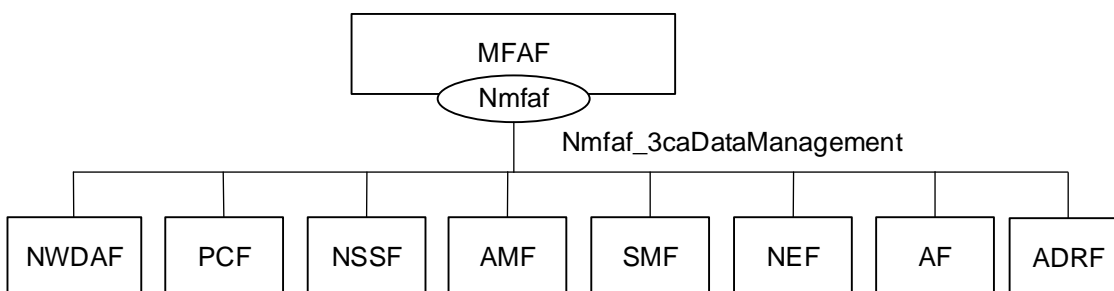 MFAF
Nmfaf
Nmfaf_3caDataManagement
NWDAF PCF NSSF AMF SMF NEF AF ADRF